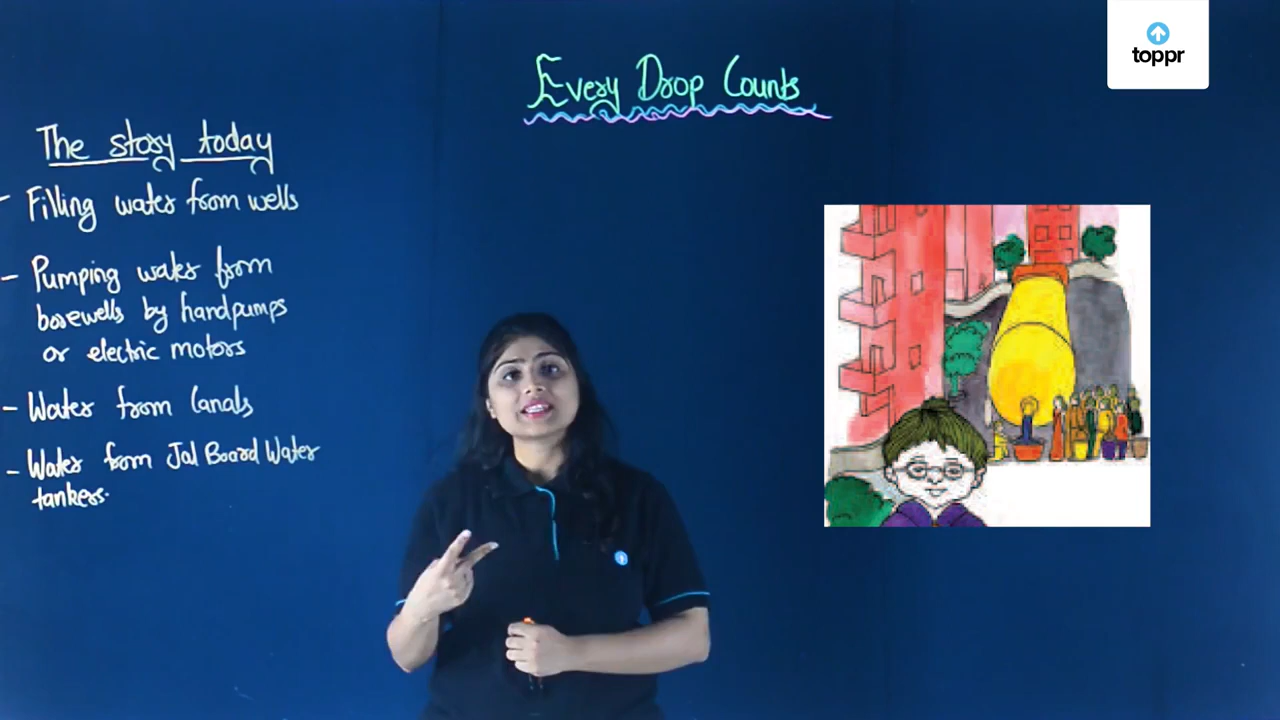 toppr
Every Drop Counts
The story today
- Filling water from wells
- Pumping water from
borewells by handpumps
or electric motors
- Water from Canals
- Water from Jal Board Water
tankers.